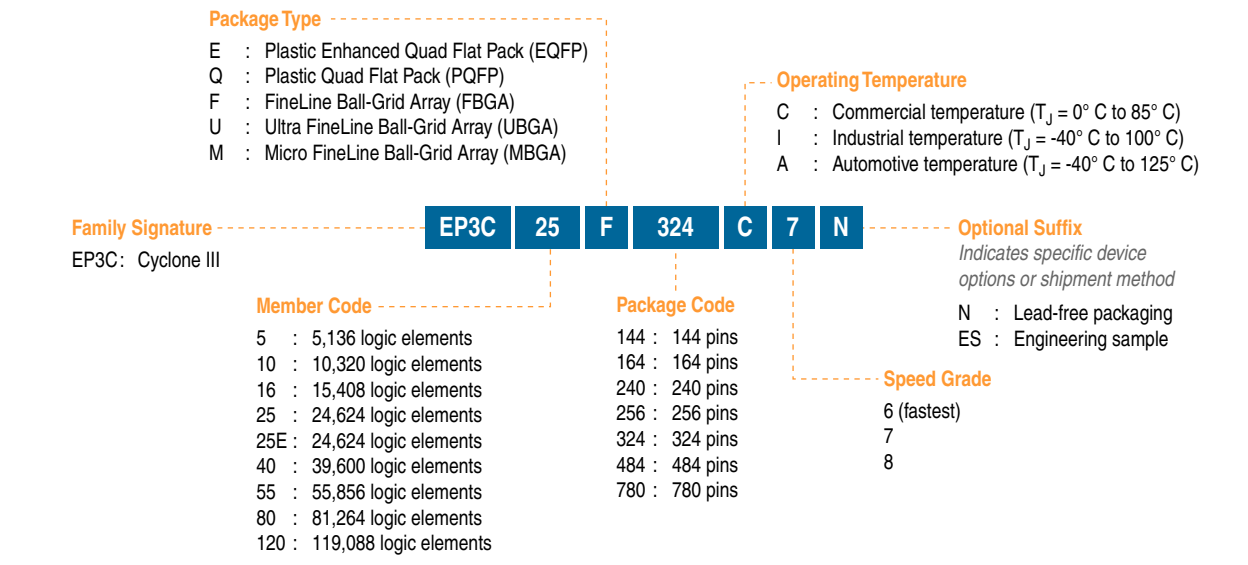 Package Type
E : Plastic Enhanced Quad Flat Pack (EQFP)
Q : Plastic Quad Flat Pack (PQFP)
F : FineLine Ball-Grid Array (FBGA)
U : Ultra FineLine Ball-Grid Array (UBGA)
M : Micro FineLine Ball-Grid Array (MBGA)
Operating Temperature
C : Commercial temperature (TJ = 0° C to 85° C)
I : Industrial temperature (TJ = -40° C to 100° C)
A : Automotive temperature (TJ = -40° C to 125° C)
Family Signature
EP3C : Cyclone III
EP3C 25 F 324 C 7 N
Optional Suffix
Indicates specific device
options or shipment method
N : Lead-free packaging
ES : Engineering sample
Member Code
5 : 5,136 logic elements
10 : 10,320 logic elements
16 : 15,408 logic elements
25 : 24,624 logic elements
25E : 24,624 logic elements
40 : 39,600 logic elements
55 : 55,856 logic elements
80 : 81,264 logic elements
120 : 119,088 logic elements
Package Code
144 : 144 pins
164 : 164 pins
240 : 240 pins
256 : 256 pins
324 : 324 pins
484 : 484 pins
780 : 780 pins
Speed Grade
6 (fastest)
7
8